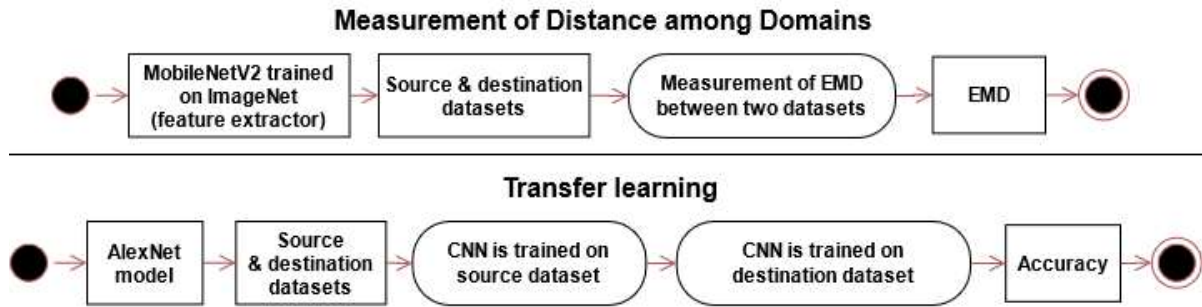 Measurement of Distance among Domains
MobileNetV2 trained
on ImageNet
(feature extractor)
Source & destination
datasets
Measurement of EMD
between two datasets
EMD
Transfer learning
AlexNet
model
Source
& destination
datasets
CNN is trained on
source dataset
CNN is trained on
destination dataset
Accuracy